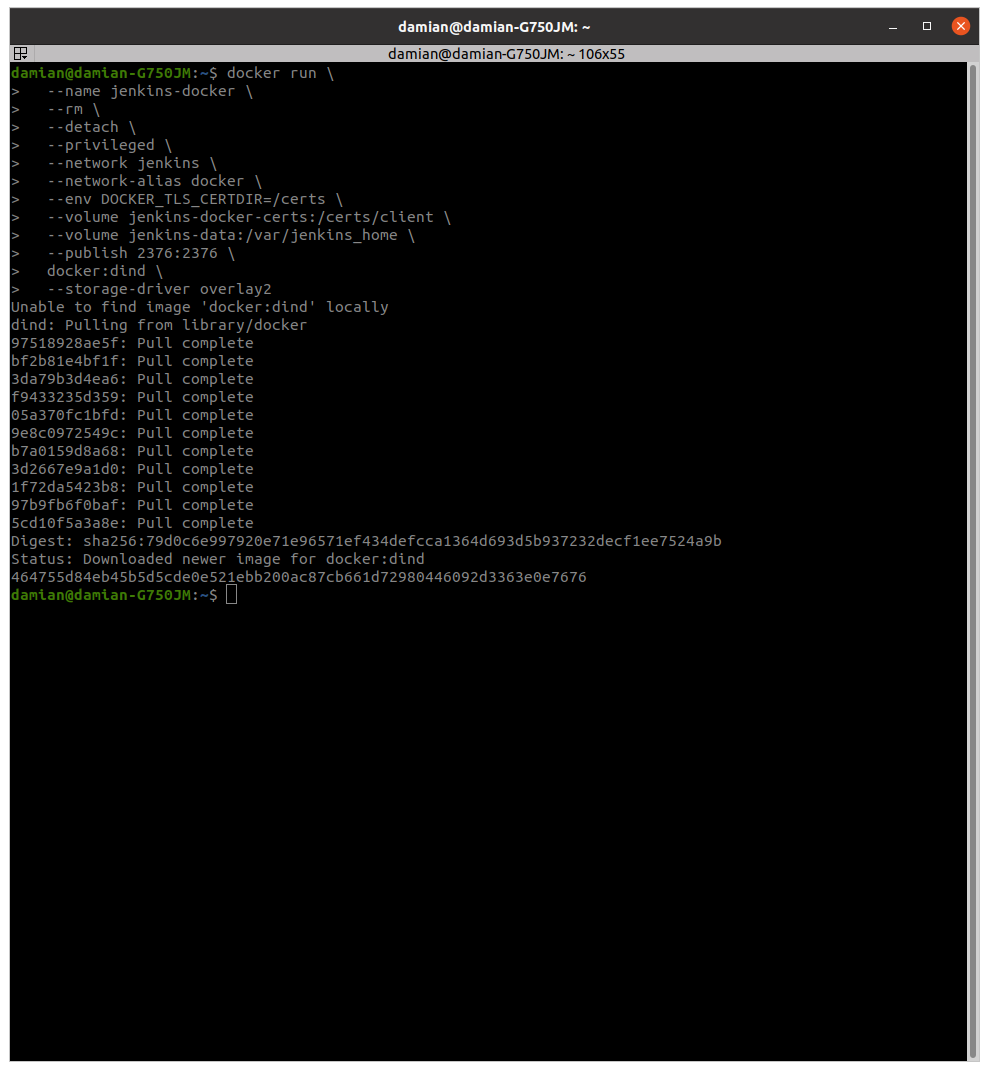 damian@damian-G750JM: ~
damian@damian-G750JM: ~ 106x55
damian@damian-G750JM:~$ docker run \
>   --name jenkins-docker \
>   --rm \
>   --detach \
>   --privileged \
>   --network jenkins \
>   --network-alias docker \
>   --env DOCKER_TLS_CERTDIR=/certs \
>   --volume jenkins-docker-certs:/certs/client \
>   --volume jenkins-data:/var/jenkins_home \
>   --publish 2376:2376 \
>   docker:dind \
>   --storage-driver overlay2
Unable to find image 'docker:dind' locally
dind: Pulling from library/docker
97518928ae5f: Pull complete
bf2b81e4bf1f: Pull complete
3da79b3d4ea6: Pull complete
f9433235d359: Pull complete
05a370fc1bfd: Pull complete
9e8c0972549c: Pull complete
b7a0159d8a68: Pull complete
3d2667e9a1d0: Pull complete
1f72da5423b8: Pull complete
97b9fb6f0baf: Pull complete
5cd10f5a3a8e: Pull complete
Digest: sha256:79d0c6e997920e71e96571ef434defcca1364d693d5b937232decf1ee7524a9b
Status: Downloaded newer image for docker:dind
464755d84eb45b5d5cde0e521ebb200ac87cb661d72980446092d3363e0e7676
damian@damian-G750JM:~$